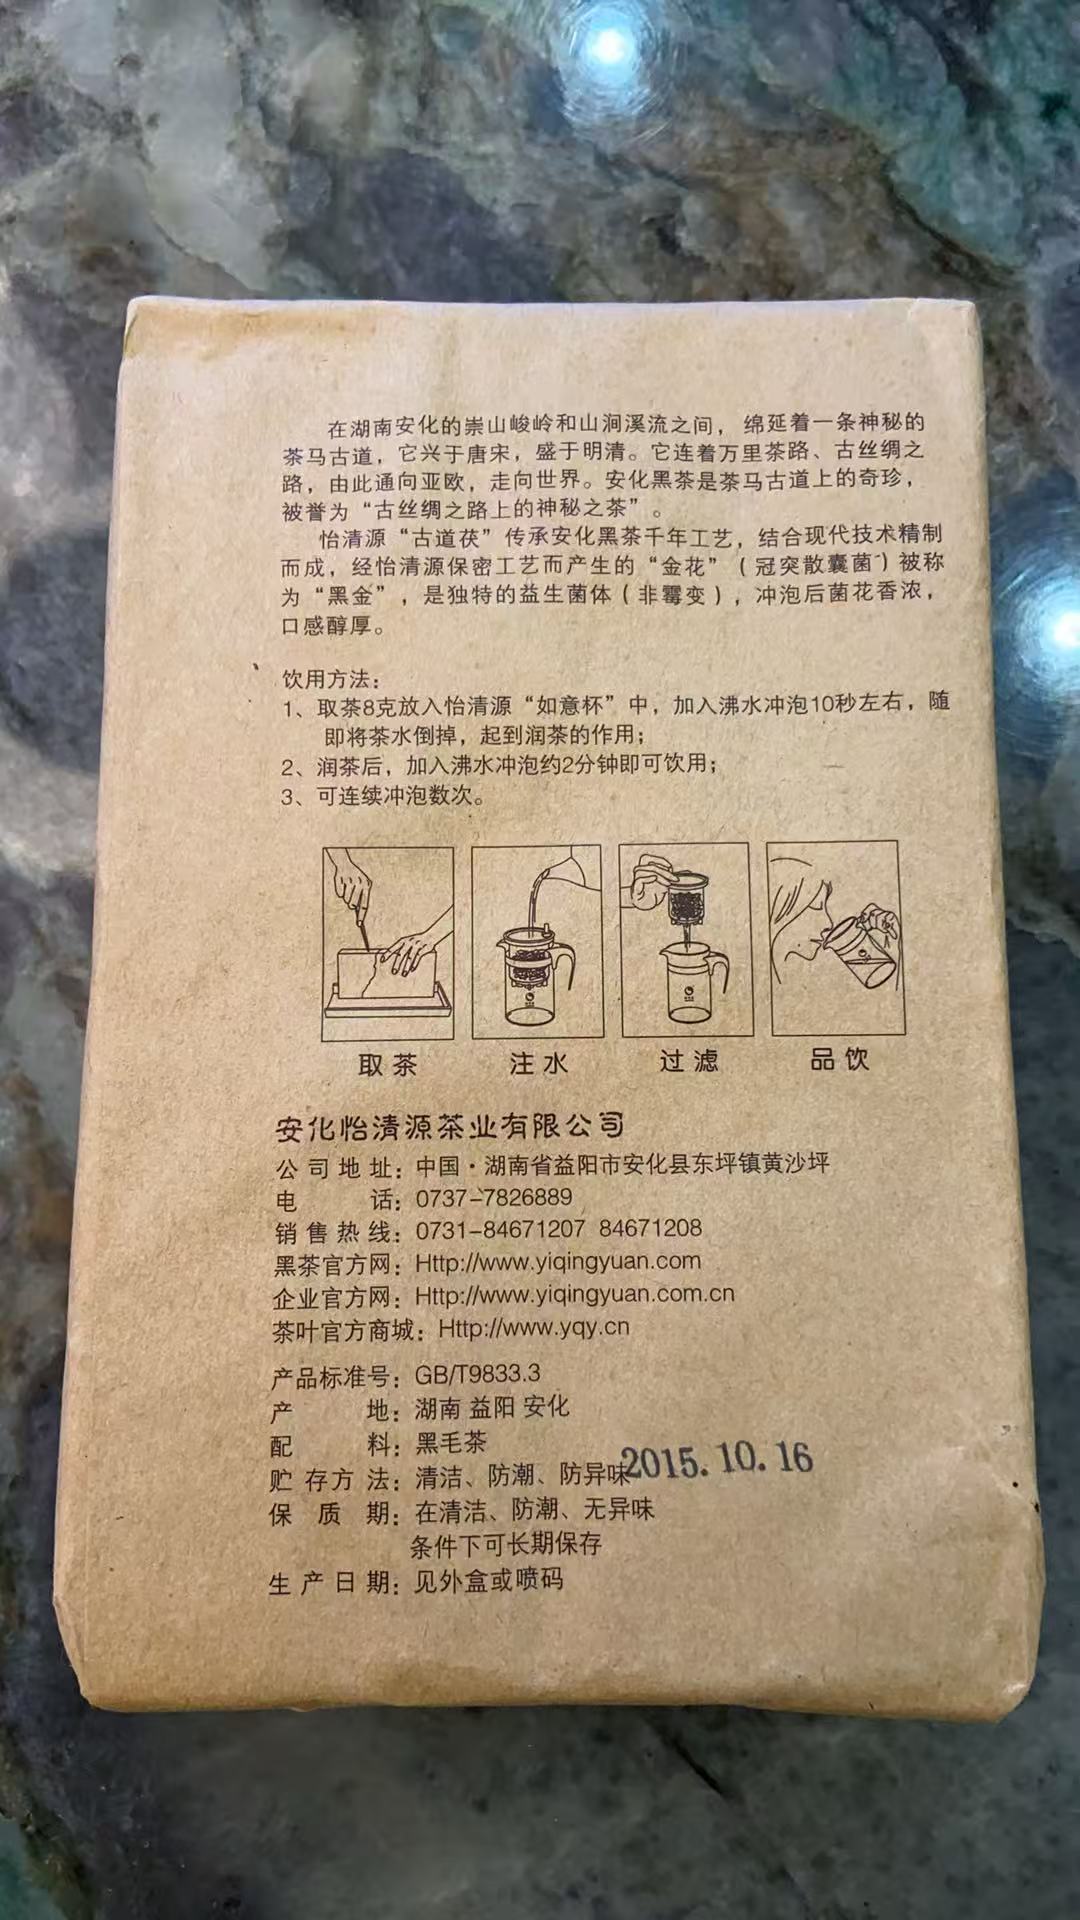 在湖南安化的崇山峻岭和山涧溪流之间，绵延着一条神秘的
茶马古道，它兴于唐宋，盛于明清。它连着万里茶路、古丝绸之
路，由此通向亚欧，走向世界。安化黑茶是茶马古道上的奇珍，
被誉为“古丝绸之路上的神秘之茶”。
怡清源“古道茯”传承安化黑茶千年工艺，结合现代技术精制
而成，经怡清源保密工艺而产生的“金花”（冠突散囊菌）被称
为“黑金”，是独特的益生菌体（非霉变），冲泡后菌花香浓，
口感醇厚。
饮用方法：
1、取茶8克放入怡清源“如意杯”中，加入沸水冲泡10秒左右，随
即将茶水倒掉，起到润茶的作用；
2、润茶后，加入沸水冲泡约2分钟即可饮用；
3、可连续冲泡数次。
取茶 注水 过滤 品饮
安化怡清源茶业有限公司
公司地址：中国·湖南省益阳市安化县东坪镇黄沙坪
电话：0737-7826889
销售热线：0731-84671207 84671208
黑茶官方网：Http://www.yiqingyuan.com
企业官方网：Http://www.yiqingyuan.com.cn
茶叶官方商城：Http://www.yqy.cn
产品标准号：GB/T9833.3
产地：湖南 益阳 安化
配料：黑毛茶
贮存方法：清洁、防潮、防异味
2015.10.16
保质期：在清洁、防潮、无异味
条件下可长期保存
生产日期：见外盒或喷码